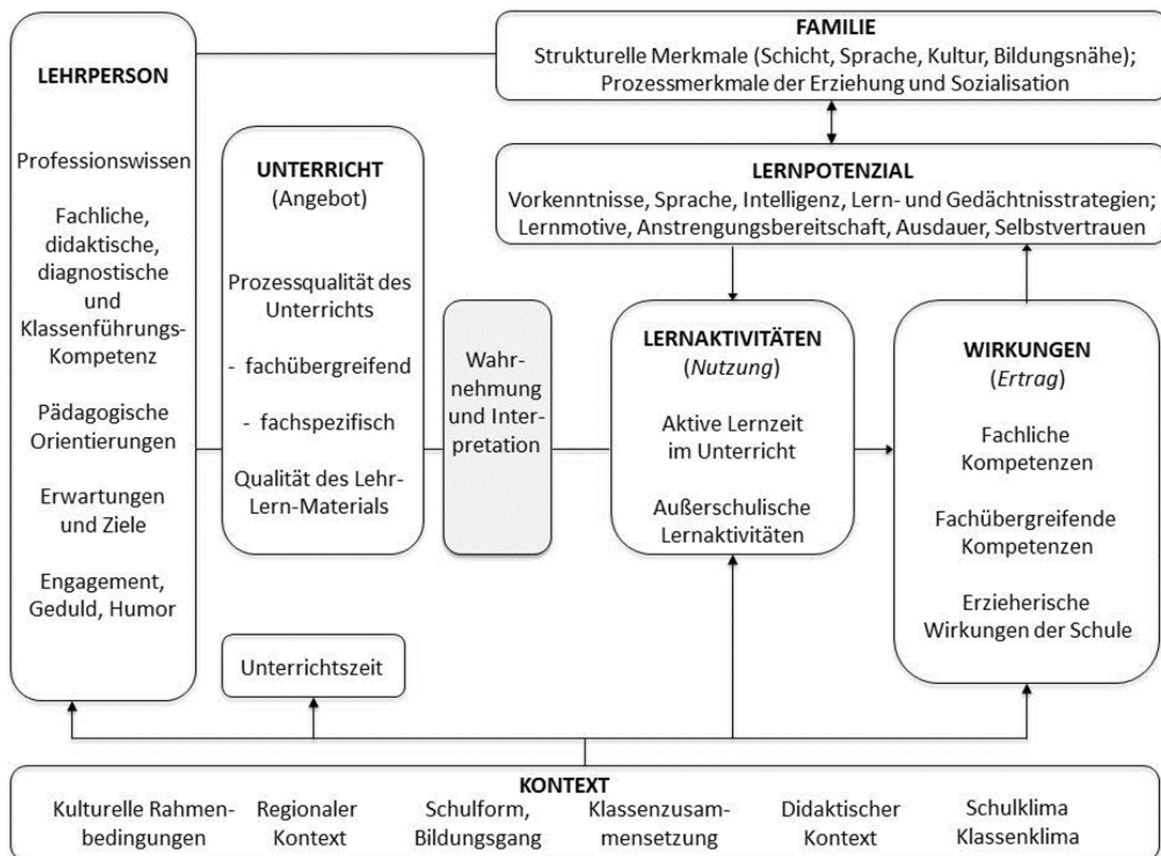 LEHRPERSON
Professionswissen
Fachliche,
didaktische,
diagnostische
und
Klassenführungs-
Kompetenz
Pädagogische
Orientierungen
Erwartungen
und Ziele
Engagement,
Geduld, Humor
UNTERRICHT
(Angebot)
Prozessqualität des
Unterrichts
- fachübergreifend
- fachspezifisch
Qualität des Lehr-
Lern-Materials
Unterrichtszeit
Wahr-
nehmung
und Inter-
pretation
FAMILIE
Strukturelle Merkmale (Schicht, Sprache, Kultur, Bildungsnähe);
Prozessmerkmale der Erziehung und Sozialisation
LERNPOTENZIAL
Vorkenntnisse, Sprache, Intelligenz, Lern- und Gedächtnisstrategien;
Lernmotive, Anstrengungsbereitschaft, Ausdauer, Selbstvertrauen
LERNAKTIVITÄTEN
(Nutzung)
Aktive Lernzeit
im Unterricht
Außerschulische
Lernaktivitäten
WIRKUNGEN
(Ertrag)
Fachliche
Kompetenzen
Fachübergreifende
Kompetenzen
Erzieherische
Wirkungen der Schule
KONTEXT
Kulturelle Rahmen-
bedingungen
Regionaler
Kontext
Schulform,
Bildungsgang
Klassenzusam-
mensetzung
Didaktischer
Kontext
Schulklima
Klassenklima